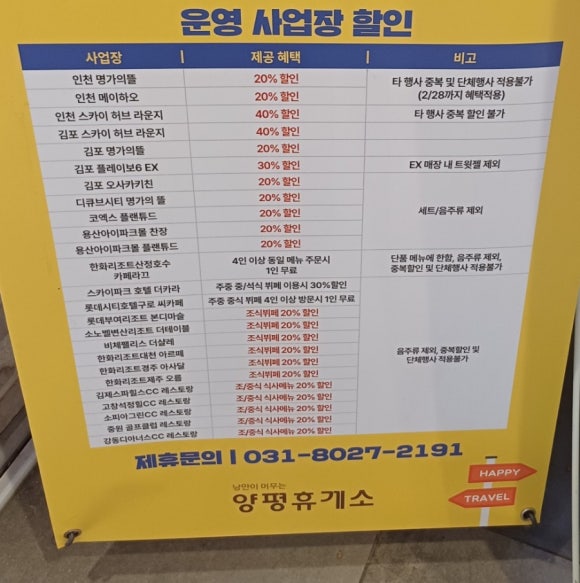 운영 사업장 할인
사업장 | 제공 혜택 | 비고
인천 명가의뜰 20% 할인 타 행사 중복 및 단체행사 적용불가
인천 메이하오 20% 할인 (2/28까지 혜택적용)
인천 스카이 허브 라운지 40% 할인 타 행사 중복 할인 불가
김포 스카이 허브 라운지 40% 할인
김포 명가의뜰 20% 할인
김포 플레이보6 EX 30% 할인 EX 매장 내 트윗젤 제외
김포 오사카키친 20% 할인
디큐브시티 명가의 뜰 20% 할인
코엑스 플랜튜드 20% 할인 세트/음주류 제외
용산아이파크몰 찬장 20% 할인
용산아이파크몰 플랜튜드 20% 할인
한화리조트산정호수 4인 이상 동일 메뉴 주문시 단품 메뉴에 한함, 음주류 제외,
카페라끄 1인 무료 중복할인 및 단체행사 적용불가
스카이파크 호텔 더카라 주중 중/석식 뷔페 이용시 30%할인
롯데시티호텔구로 씨카페 주중 중식 뷔페 4인 이상 방문시 1인 무료
롯데부여리조트 본디마슬 조식뷔페 20% 할인
소노벨변산리조트 더테이블 조식뷔페 20% 할인
비체팰리스 더살레 조식뷔페 20% 할인
한화리조트대천 아르페 조식뷔페 20% 할인 음주류 제외, 중복할인 및
한화리조트경주 아사달 조식뷔페 20% 할인 단체행사 적용불가
한화리조트제주 오름 조식뷔페 20% 할인
김제스파힐스CC 레스토랑 조/중식 식사메뉴 20% 할인
고창석정힐CC 레스토랑 조/중식 식사메뉴 20% 할인
소피아그린CC 레스토랑 조/중식 식사메뉴 20% 할인
중원 골프클럽 레스토랑 조/중식 식사메뉴 20% 할인
강동디아너스CC 레스토랑 조/중식 식사메뉴 20% 할인
제휴문의 | 031-8027-2191
HAPPY
낭만이 머무는
양평휴게소
TRAVEL